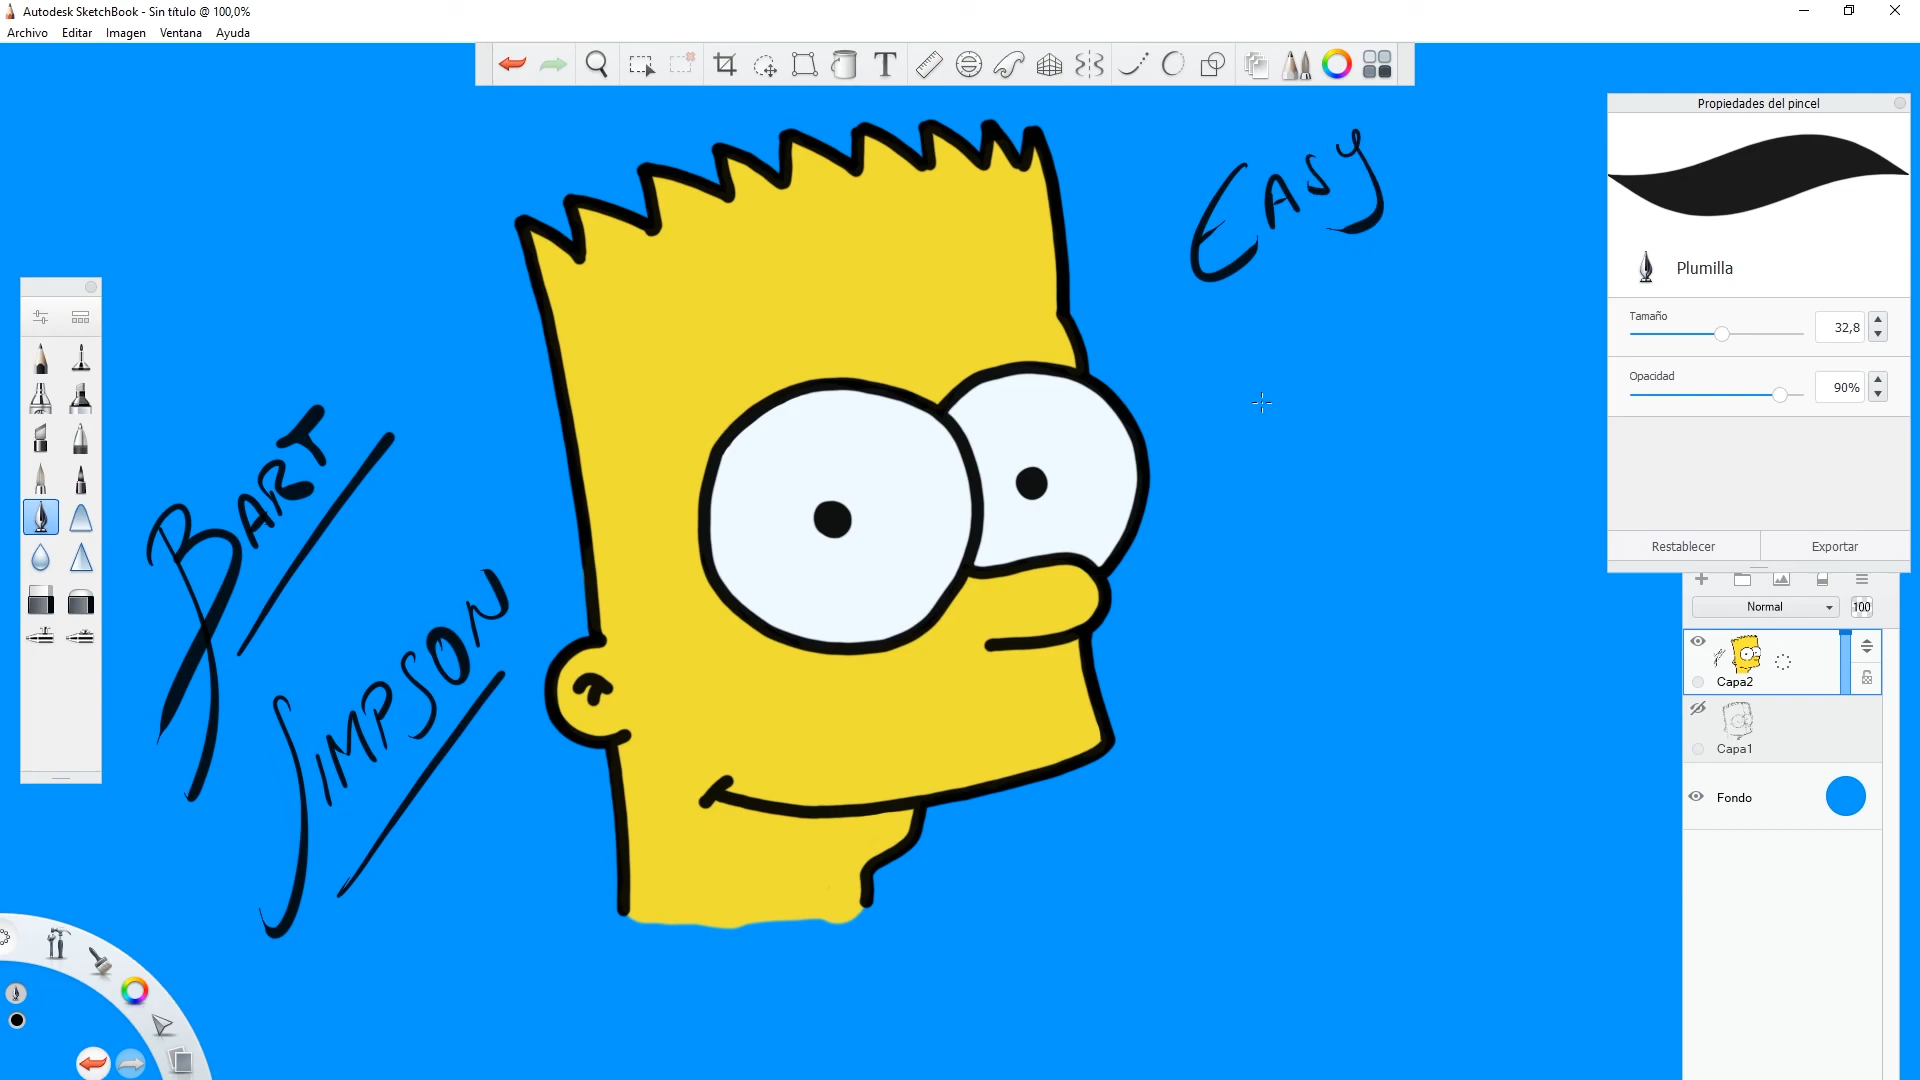 Autodesk SketchBook - Sin título @ 100,0%
Archivo Editar Imagen Ventana Ayuda
T
Propiedades del pincel
EASY
Plumilla
Tamaño
32,8
Opacidad
90%
Restablecer Exportar
BART
SIMPSON
Normal 100
Capa2
Capa1
Fondo